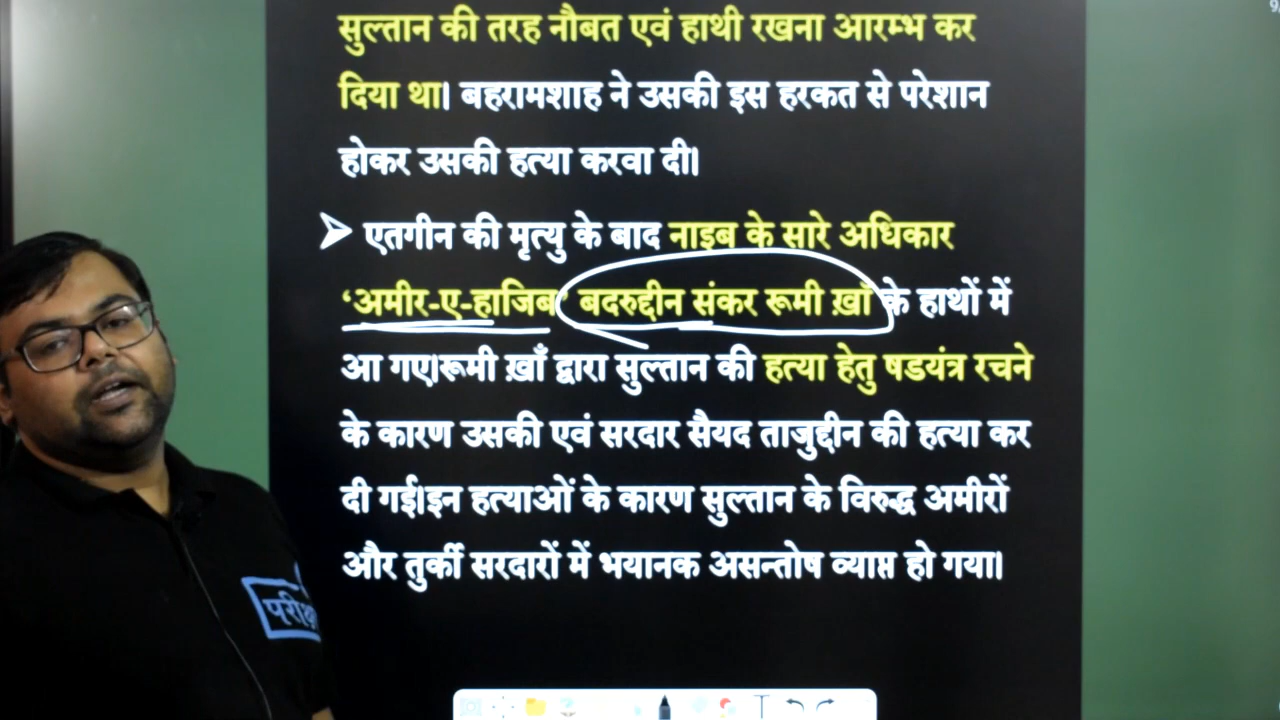 सुल्तान की तरह नौबत एवं हाथी रखना आरम्भ कर
दिया था। बहरामशाह ने उसकी इस हरकत से परेशान
होकर उसकी हत्या करवा दी।
एतगीन की मृत्यु के बाद नाइब के सारे अधिकार
‘अमीर-ए-हाजिब’ बदरुद्दीन संकर रूमी ख़ाँ के हाथों में
आ गए।रूमी ख़ाँ द्वारा सुल्तान की हत्या हेतु षडयंत्र रचने
के कारण उसकी एवं सरदार सैयद ताजुद्दीन की हत्या कर
दी गई।इन हत्याओं के कारण सुल्तान के विरुद्ध अमीरों
और तुर्की सरदारों में भयानक असन्तोष व्याप्त हो गया।